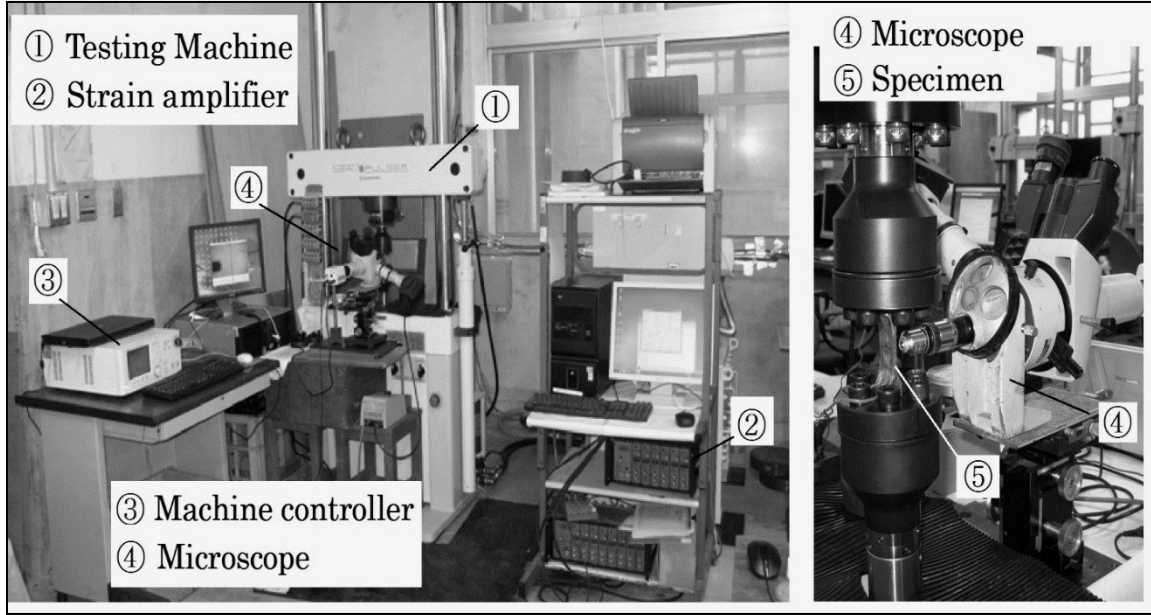 ① Testing Machine
② Strain amplifier
①
④
③
②
③ Machine controller
④ Microscope
④ Microscope
⑤ Specimen
④
⑤